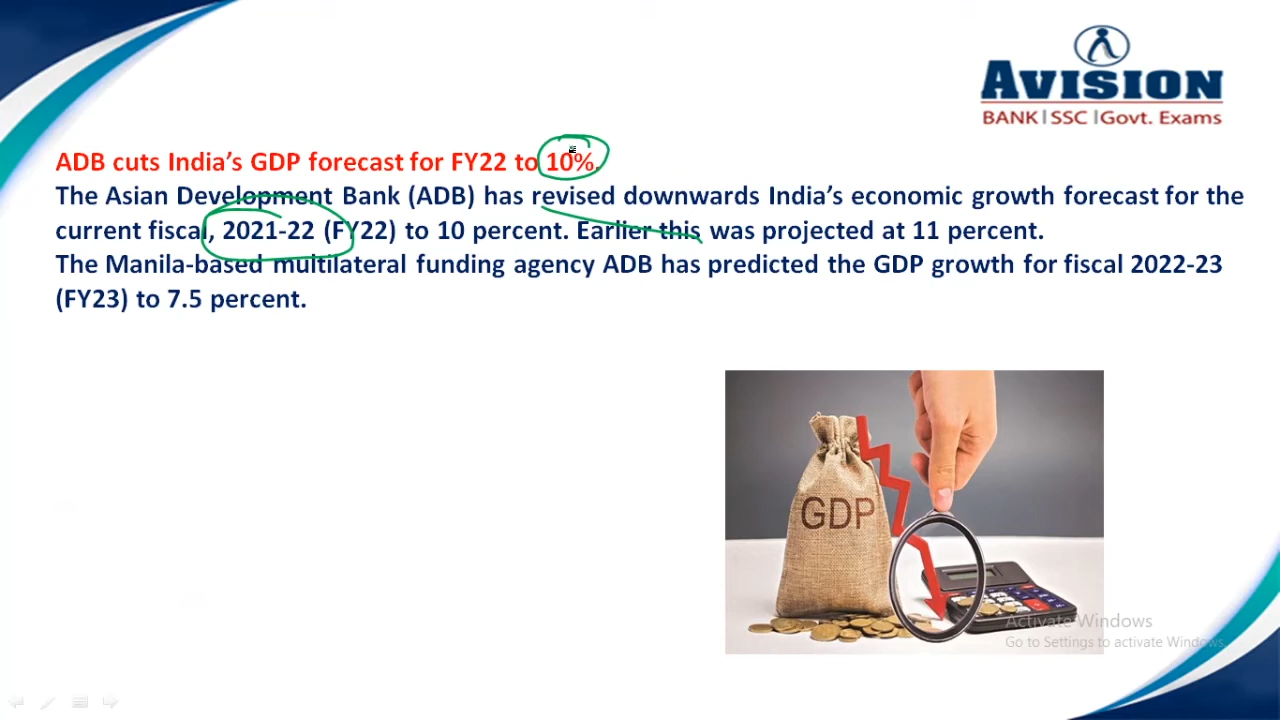 AVISION
BANK | SSC | Govt. Exams
ADB cuts India's GDP forecast for FY22 to 10%.
The Asian Development Bank (ADB) has revised downwards India's economic growth forecast for the
current fiscal, 2021-22 (FY22) to 10 percent. Earlier this was projected at 11 percent.
The Manila-based multilateral funding agency ADB has predicted the GDP growth for fiscal 2022-23
(FY23) to 7.5 percent.
GDP
Activate Windows
Go to Settings to activate Windows.